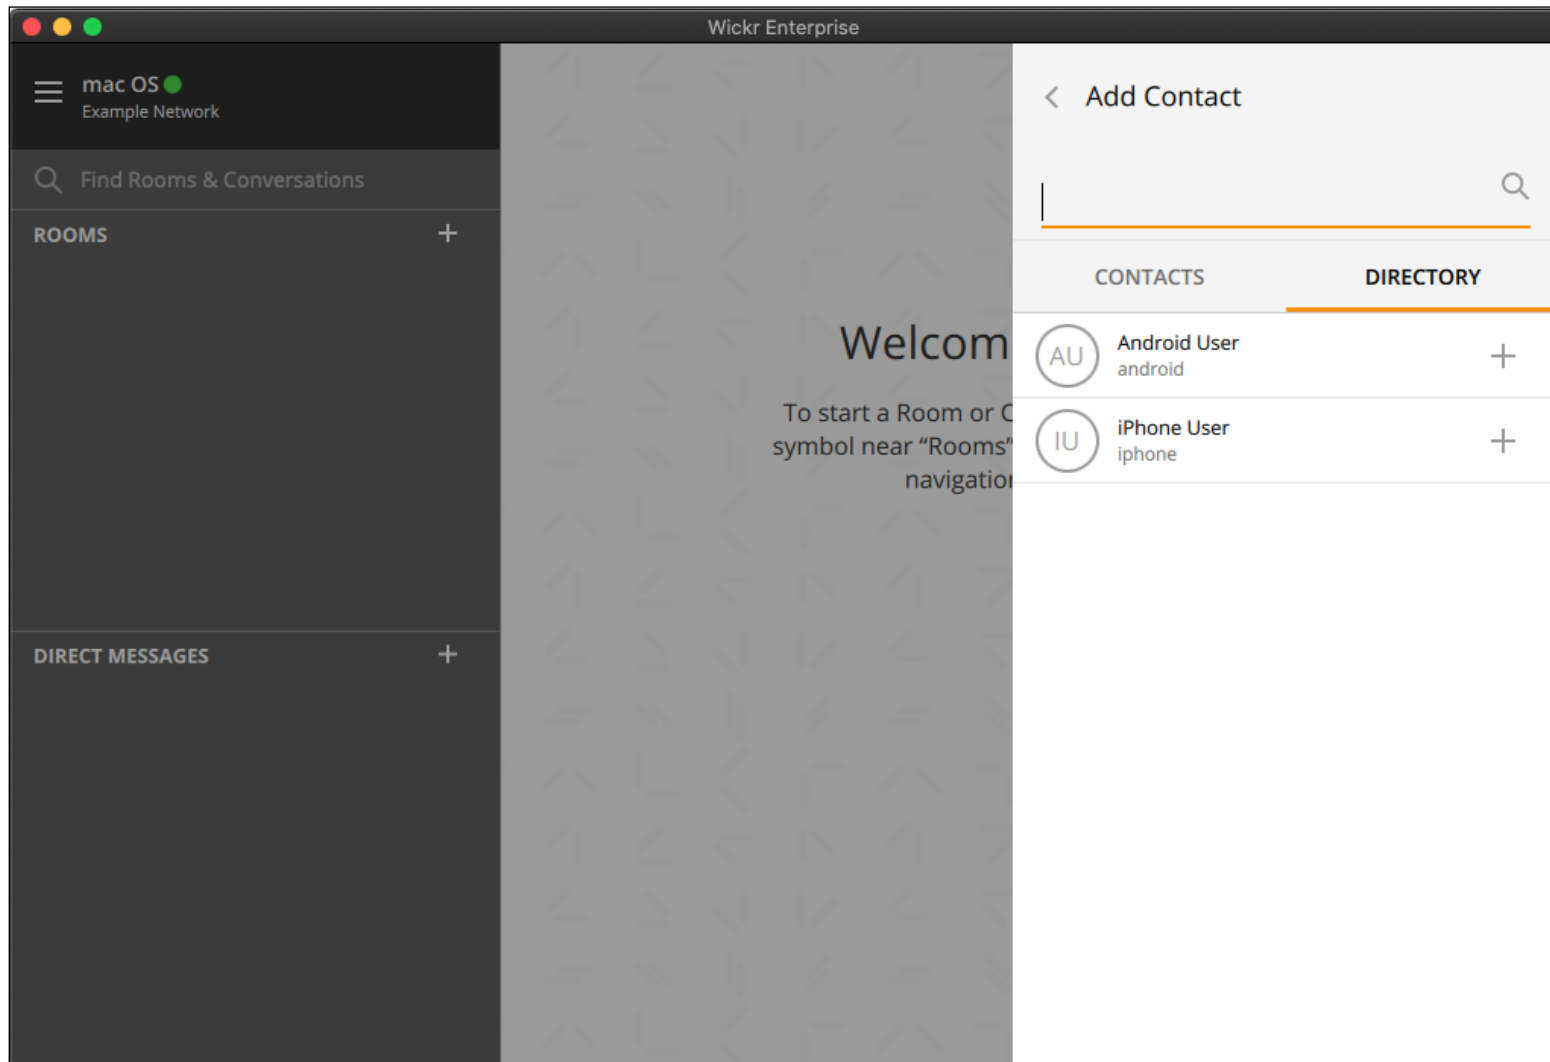 Wickr Enterprise
mac OS
Example Network
Find Rooms & Conversations
ROOMS
DIRECT MESSAGES
Welcom
To start a Room or C
symbol near “Rooms”
navigation
Add Contact
CONTACTS
DIRECTORY
AU
Android User
android
IU
iPhone User
iphone